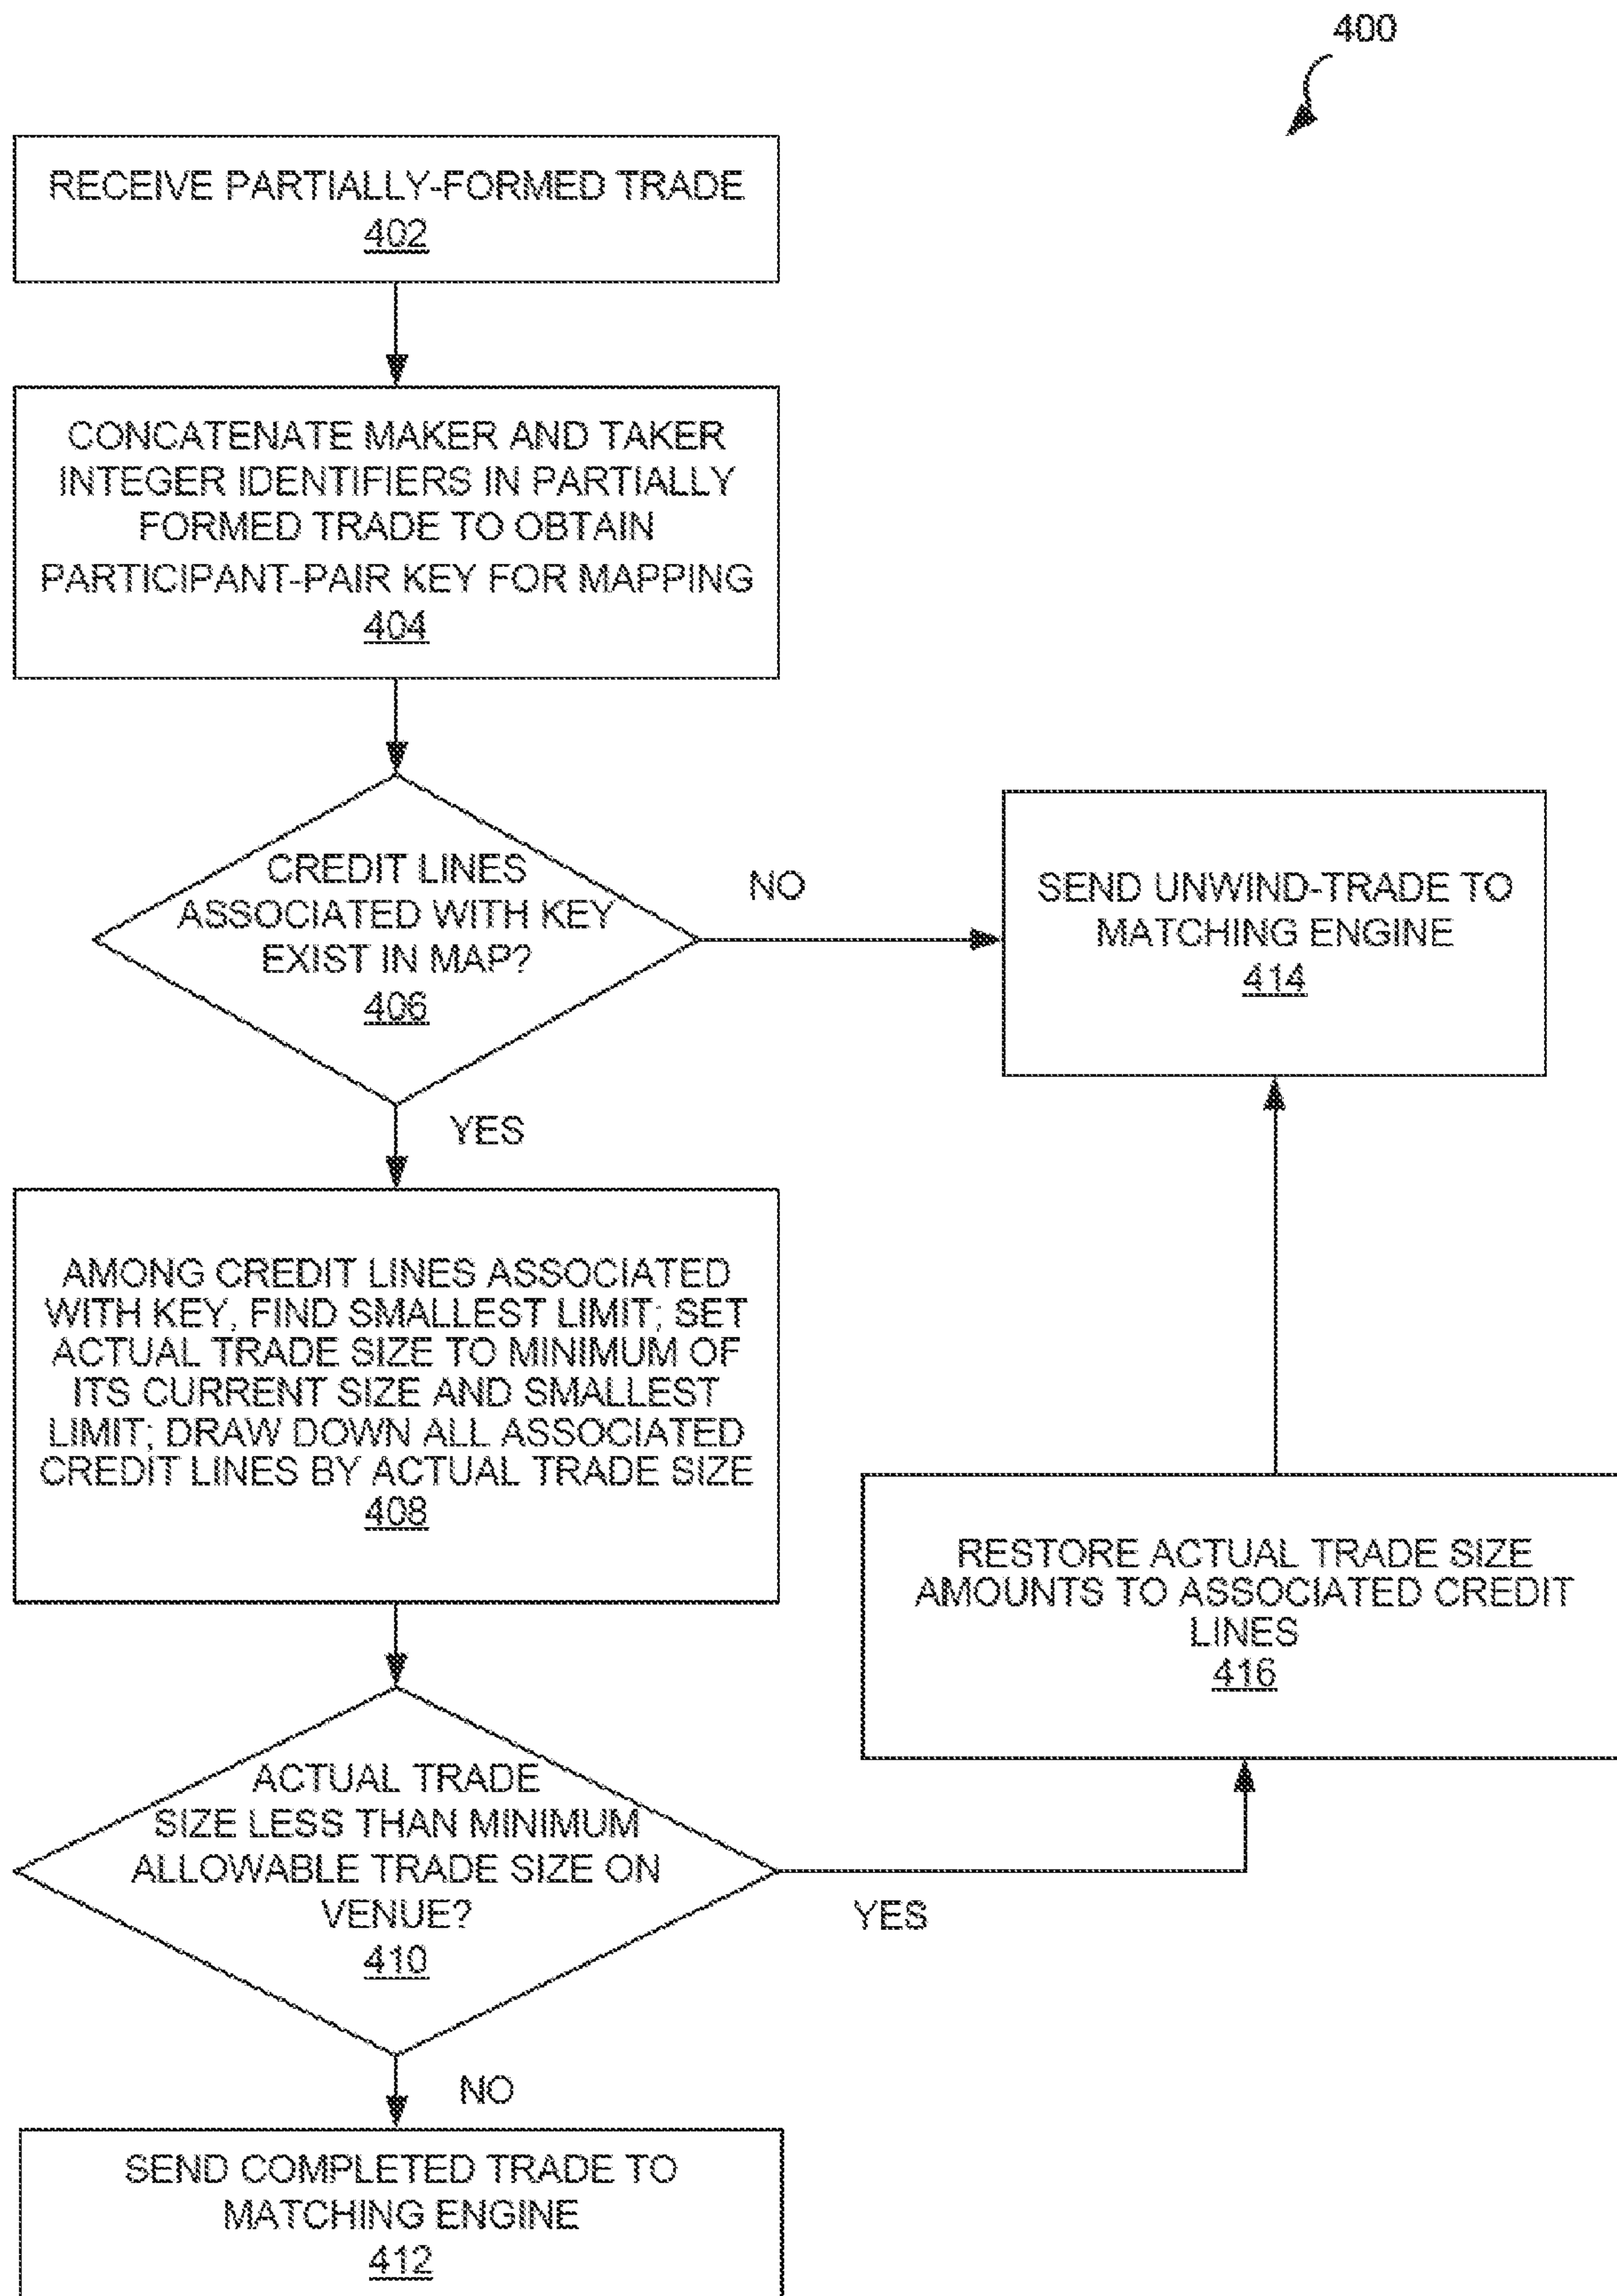 400
RECEIVE PARTIALLY-FORMED TRADE
402
CONCATENATE MAKER AND TAKER
INTEGER IDENTIFIERS IN PARTIALLY
FORMED TRADE TO OBTAIN
PARTICIPANT-PAIR KEY FOR MAPPING
404
CREDIT LINES
ASSOCIATED WITH KEY
EXIST IN MAP?
406
NO
SEND UNWIND-TRADE TO
MATCHING ENGINE
414
YES
AMONG CREDIT LINES ASSOCIATED
WITH KEY, FIND SMALLEST LIMIT; SET
ACTUAL TRADE SIZE TO MINIMUM OF
ITS CURRENT SIZE AND SMALLEST
LIMIT; DRAW DOWN ALL ASSOCIATED
CREDIT LINES BY ACTUAL TRADE SIZE
408
RESTORE ACTUAL TRADE SIZE
AMOUNTS TO ASSOCIATED CREDIT
LINES
416
ACTUAL TRADE
SIZE LESS THAN MINIMUM
ALLOWABLE TRADE SIZE ON
VENUE?
410
YES
NO
SEND COMPLETED TRADE TO
MATCHING ENGINE
412